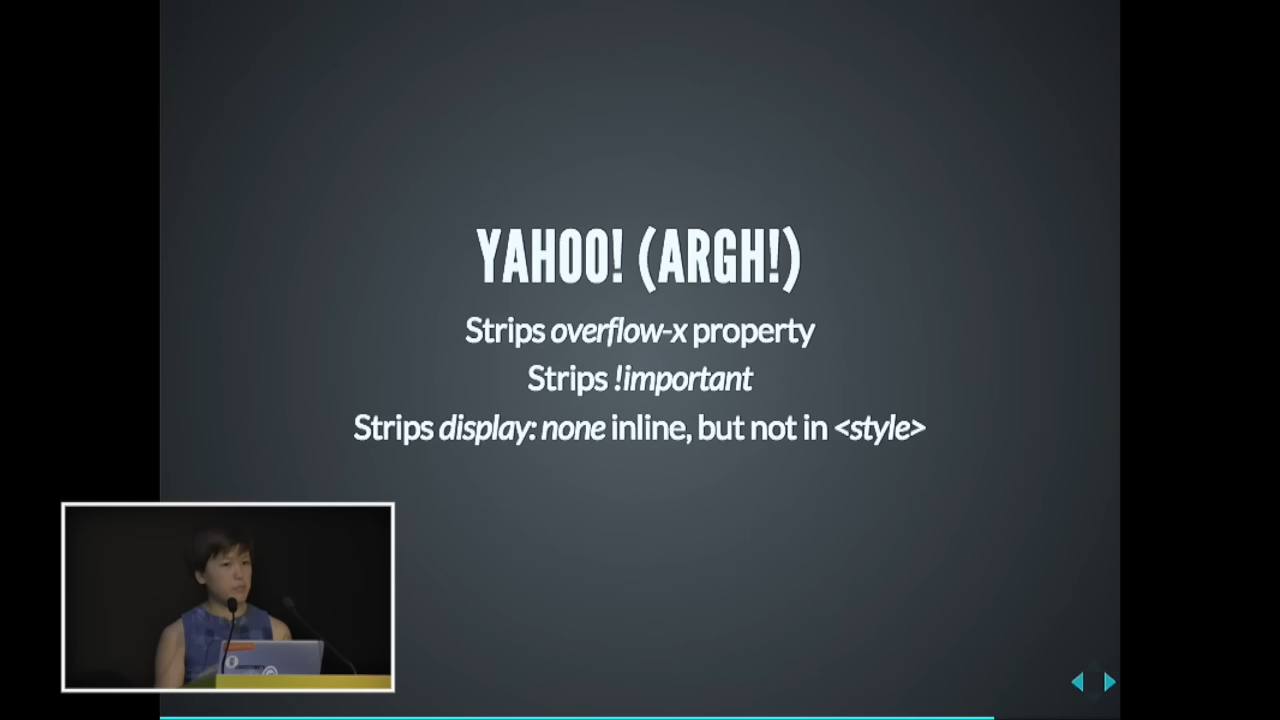 YAHOO! (ARGH!)
Strips overflow-x property
Strips !important
Strips display: none inline, but not in <style>